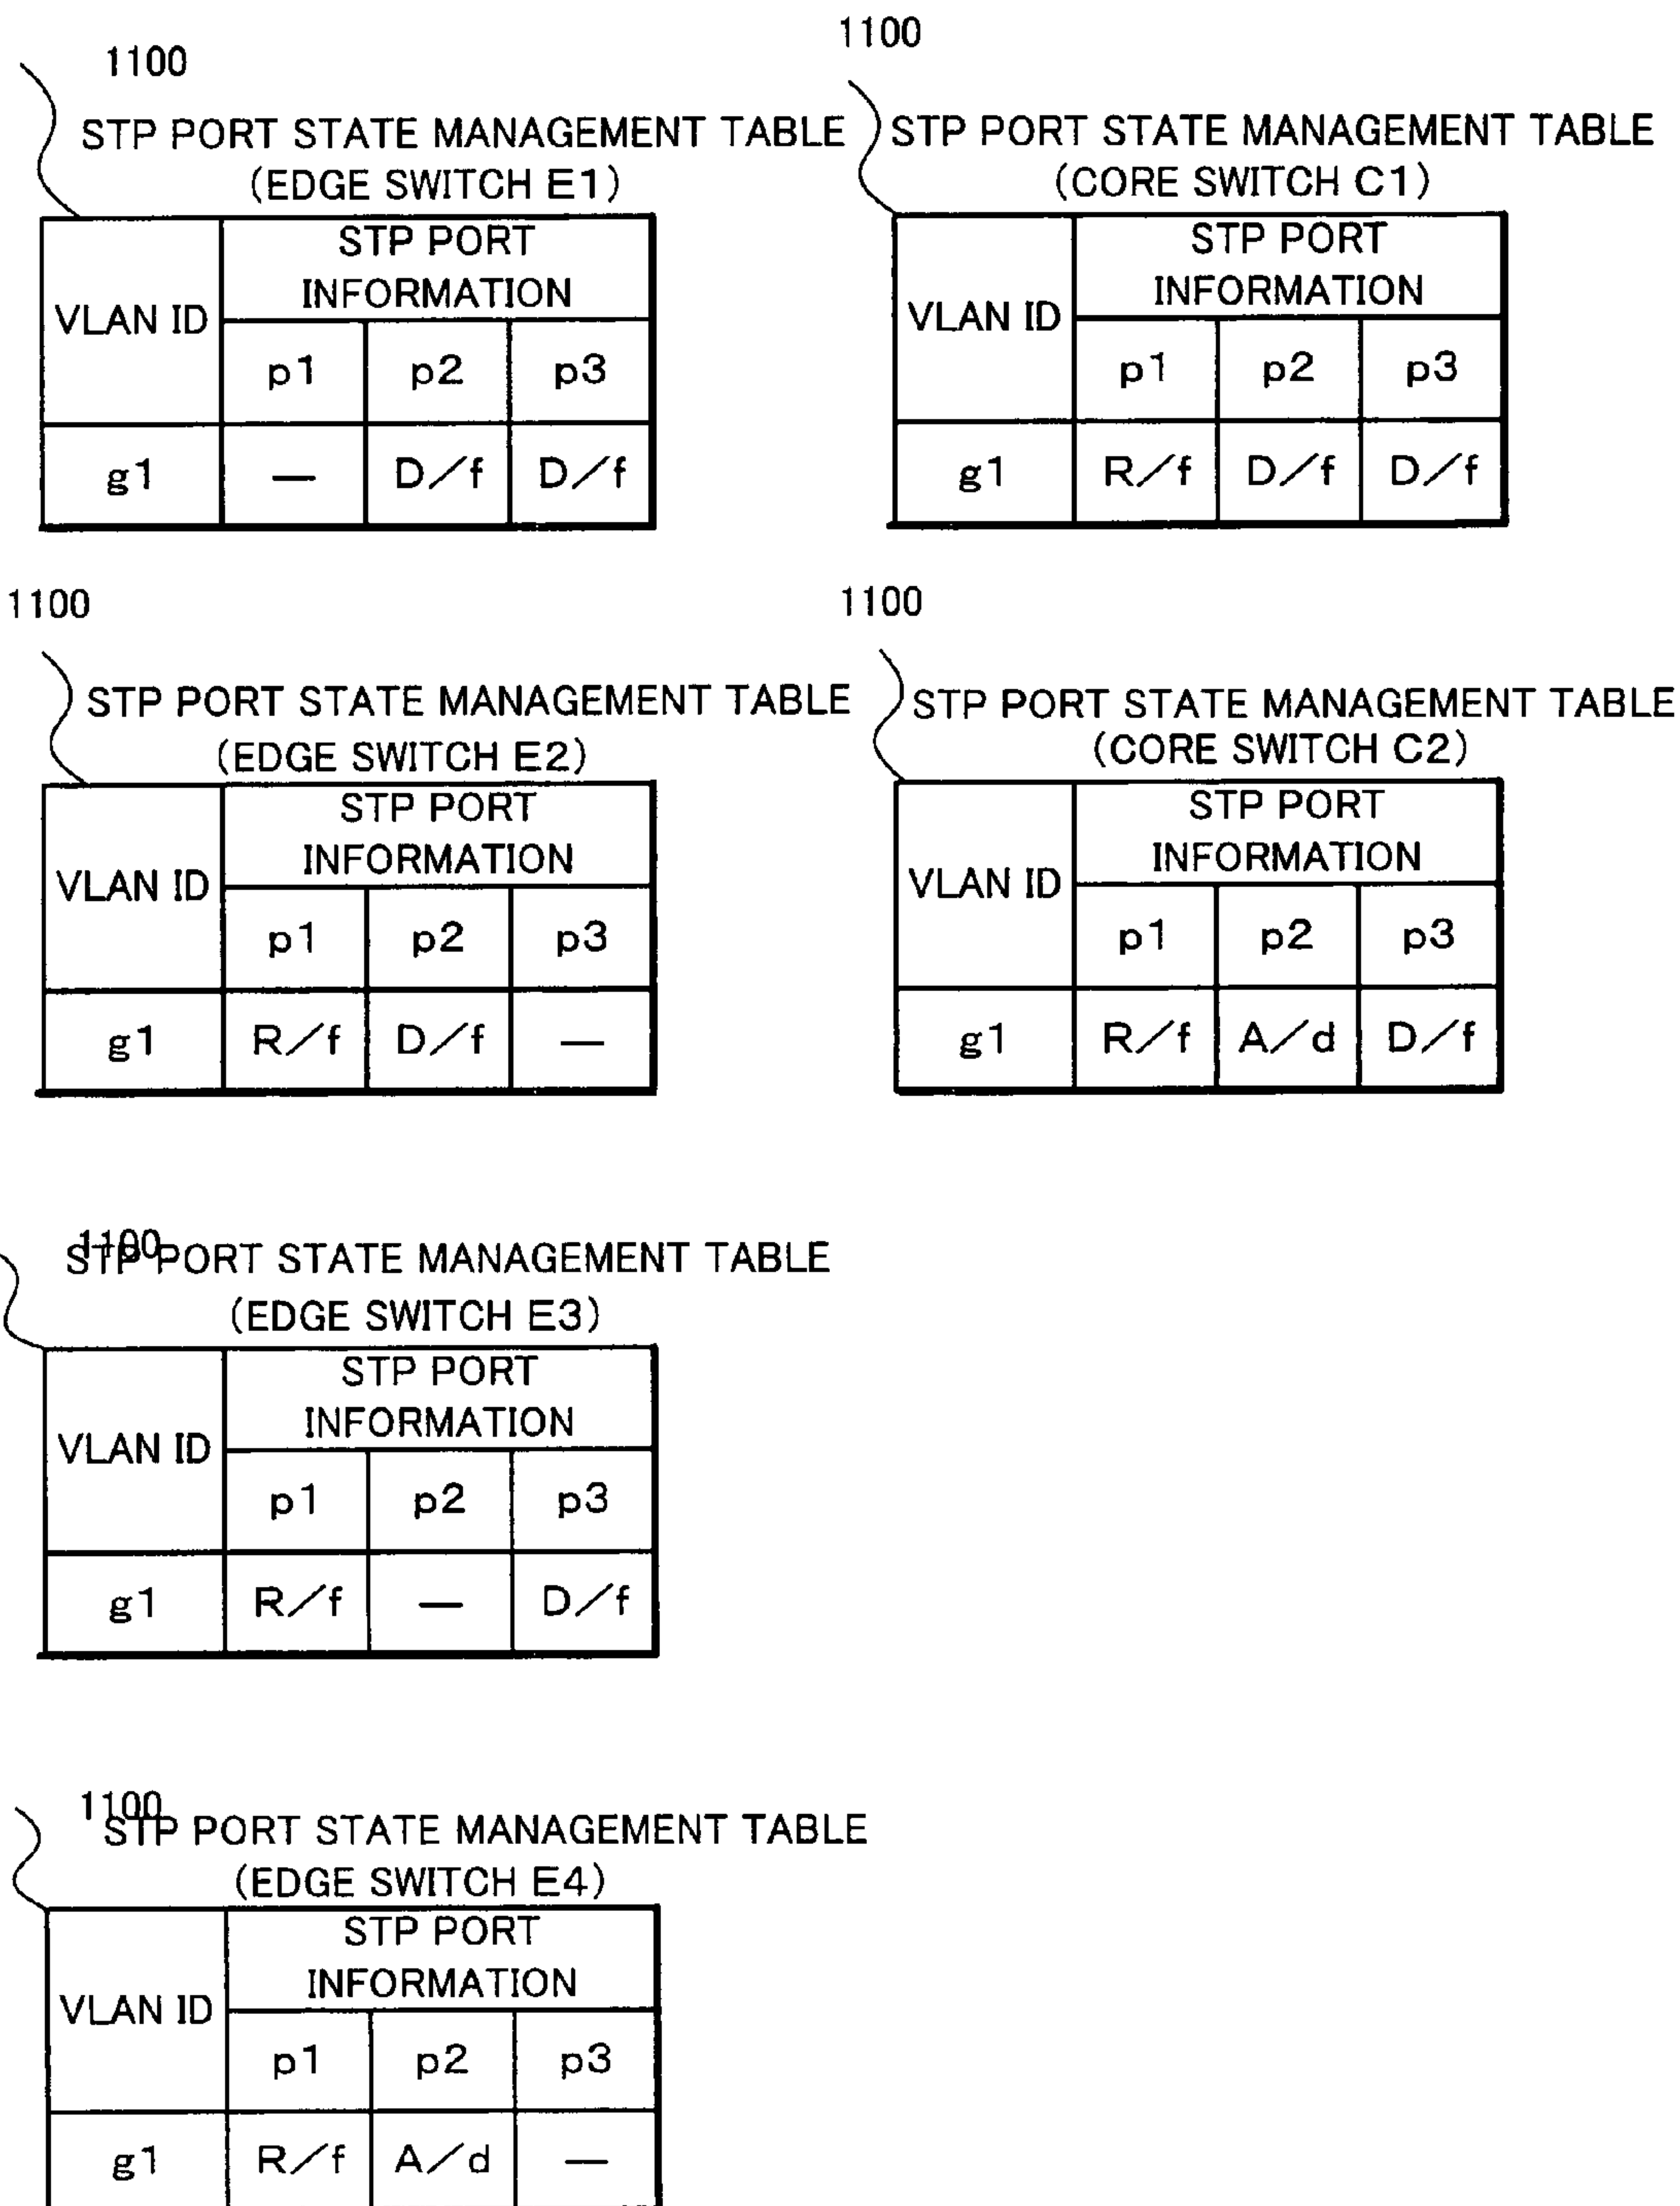 1100
STP PORT STATE MANAGEMENT TABLE
(EDGE SWITCH E1)
STP PORT
INFORMATION
VLAN ID
p1 p2 p3
g1 — D/f D/f
1100
STP PORT STATE MANAGEMENT TABLE
(CORE SWITCH C1)
STP PORT
INFORMATION
VLAN ID
p1 p2 p3
g1 R/f D/f D/f
1100
STP PORT STATE MANAGEMENT TABLE
(EDGE SWITCH E2)
STP PORT
INFORMATION
VLAN ID
p1 p2 p3
g1 R/f D/f —
1100
STP PORT STATE MANAGEMENT TABLE
(CORE SWITCH C2)
STP PORT
INFORMATION
VLAN ID
p1 p2 p3
g1 R/f A/d D/f
1100
STP PORT STATE MANAGEMENT TABLE
(EDGE SWITCH E3)
STP PORT
INFORMATION
VLAN ID
p1 p2 p3
g1 R/f — D/f
1100
STP PORT STATE MANAGEMENT TABLE
(EDGE SWITCH E4)
STP PORT
INFORMATION
VLAN ID
p1 p2 p3
g1 R/f A/d —